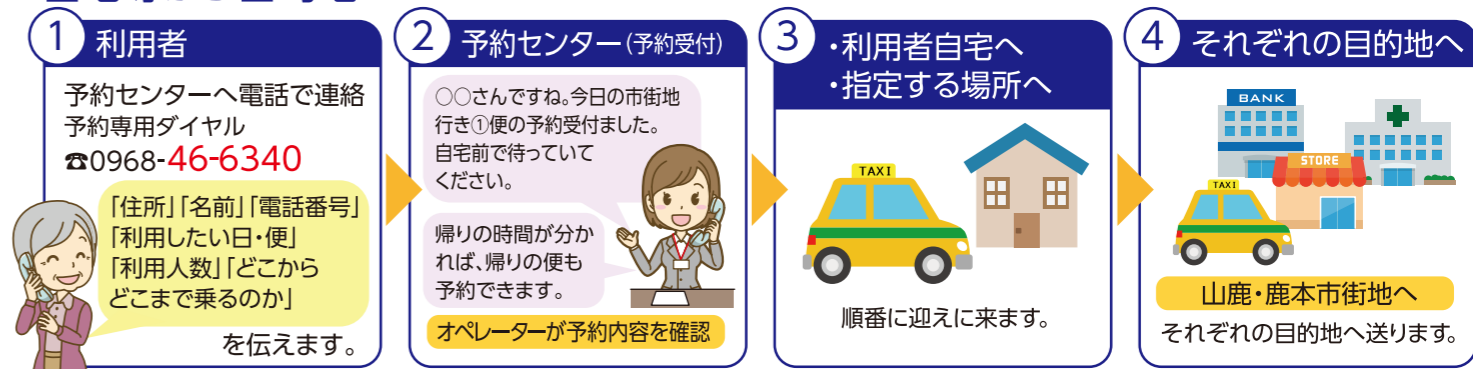 1 利用者
予約センターへ電話で連絡
予約専用ダイヤル
☎0968-46-6340
「住所」「名前」「電話番号」
「利用したい日・便」
「利用人数」「どこから
どこまで乗るのか」
を伝えます。
2 予約センター(予約受付)
○○さんですね。今日の市街地
行き①便の予約受付ました。
自宅前で待っていて
ください。
帰りの時間が分か
れば、帰りの便も
予約できます。
オペレーターが予約内容を確認
3 ・利用者自宅へ
・指定する場所へ
TAXI
順番に迎えに来ます。
4 それぞれの目的地へ
BANK
STORE
TAXI
山鹿・鹿本市街地へ
それぞれの目的地へ送ります。